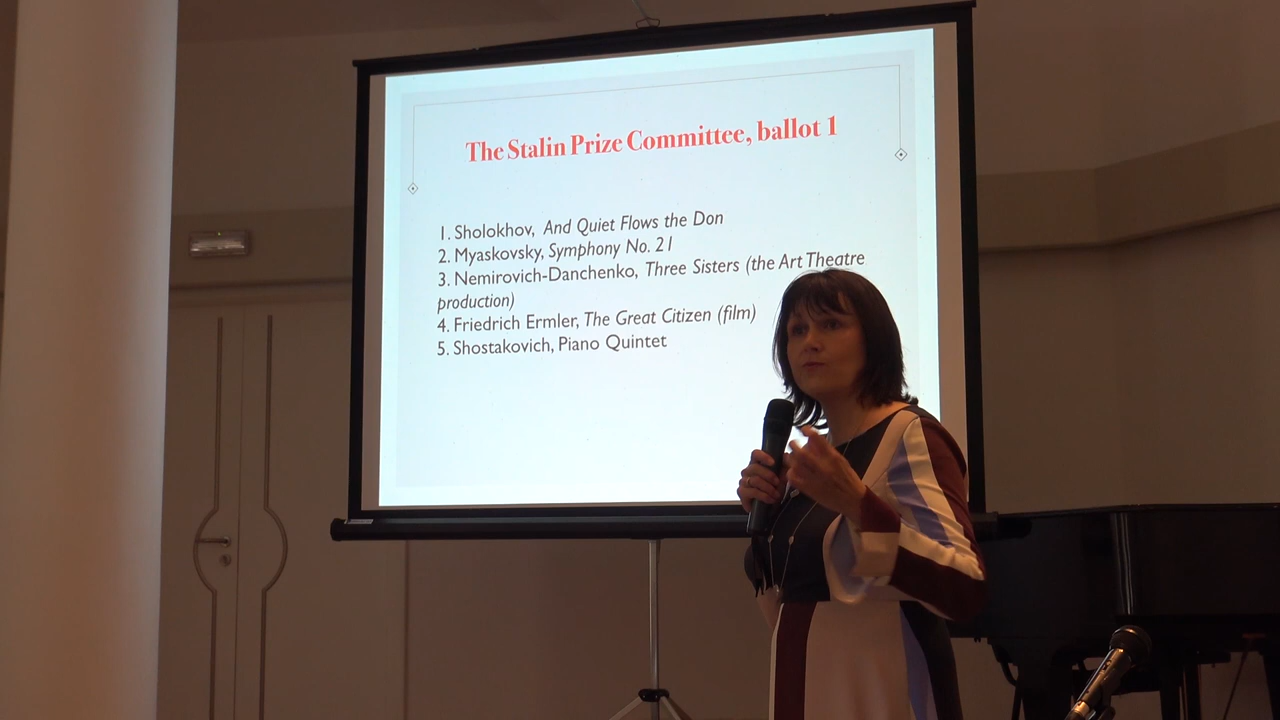 The Stalin Prize Committee, ballot 1
1. Sholokhov, And Quiet Flows the Don
2. Myaskovsky, Symphony No. 21
3. Nemirovich-Danchenko, Three Sisters (the Art Theatre
production)
4. Friedrich Ermler, The Great Citizen (film)
5. Shostakovich, Piano Quintet